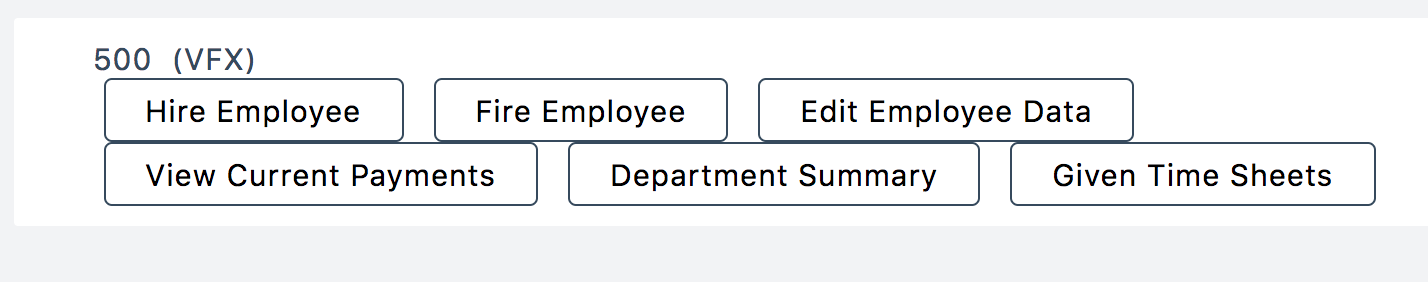 500 (VFX)
Hire Employee Fire Employee Edit Employee Data
View Current Payments Department Summary Given Time Sheets